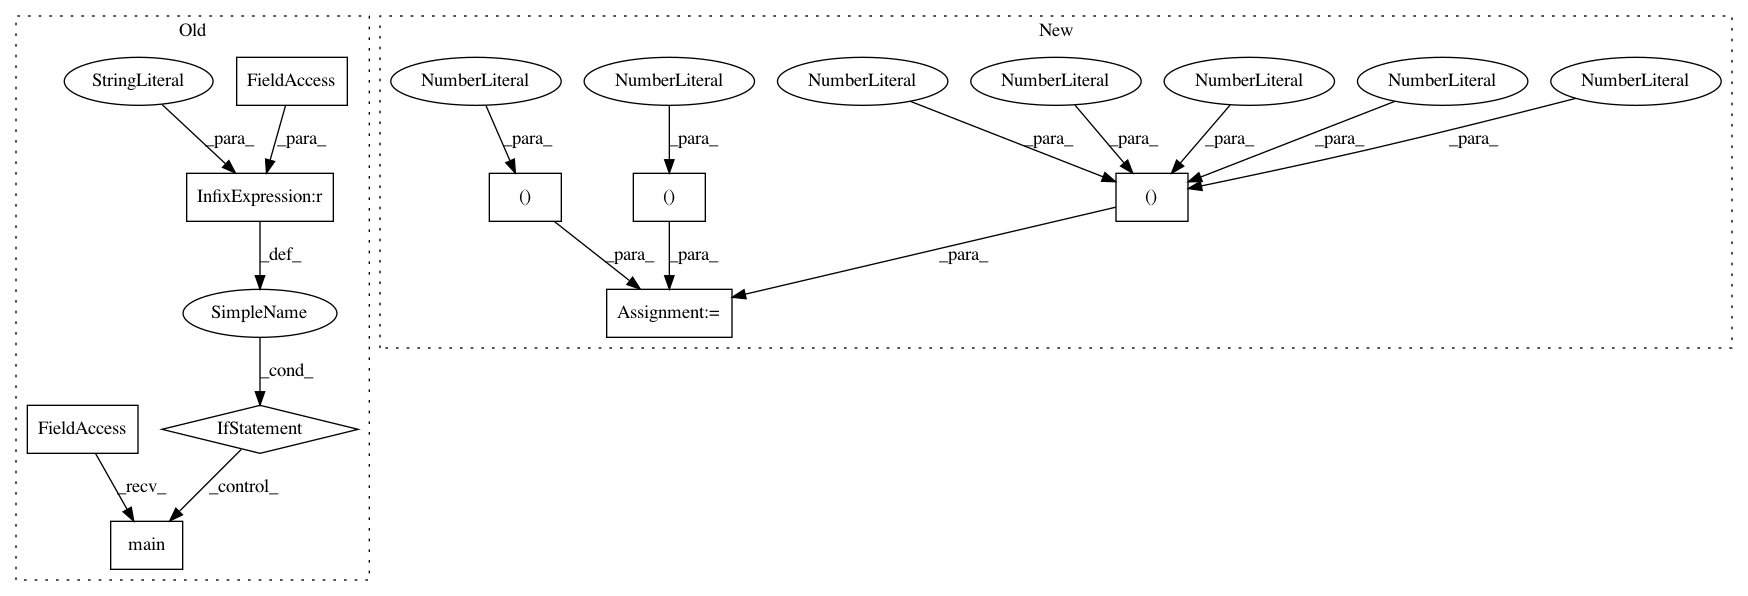 Old
New
StringLiteral
FieldAccess
NumberLiteral
NumberLiteral
NumberLiteral
NumberLiteral
NumberLiteral
NumberLiteral
NumberLiteral
_para_
_para_
_para_
_para_
_para_
_para_
_para_
_para_
_para_
InfixExpression:r
()
()
()
_def_
_para_
_para_
_para_
SimpleName
Assignment:=
_cond_
FieldAccess
IfStatement
_recv_
_control_
main